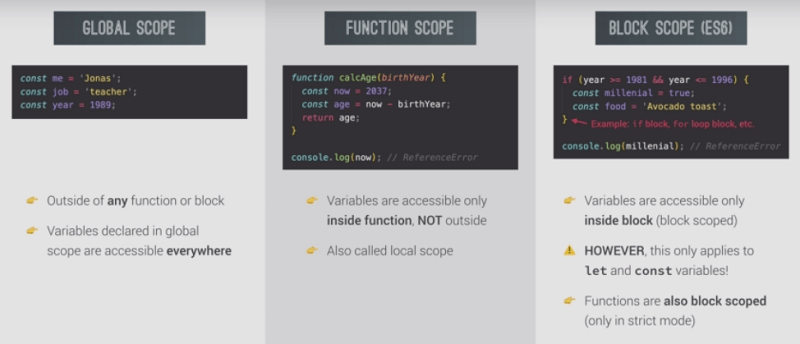 GLOBAL SCOPE
const me = 'Jonas';
const job = 'teacher';
const year = 1989;
Outside of any function or block
Variables declared in global
scope are accessible everywhere
FUNCTION SCOPE
function calcAge(birthYear) {
const now = 2037;
const age = now - birthYear;
return age;
}
console.log(now); // ReferenceError
Variables are accessible only
inside function, NOT outside
Also called local scope
BLOCK SCOPE (ES6)
if (year >= 1981 && year <= 1996) {
const millenial = true;
const food = 'Avocado toast';
} Example: if block, for loop block, etc.
console.log(millenial); // ReferenceError
Variables are accessible only
inside block (block scoped)
HOWEVER, this only applies to
let and const variables!
Functions are also block scoped
(only in strict mode)